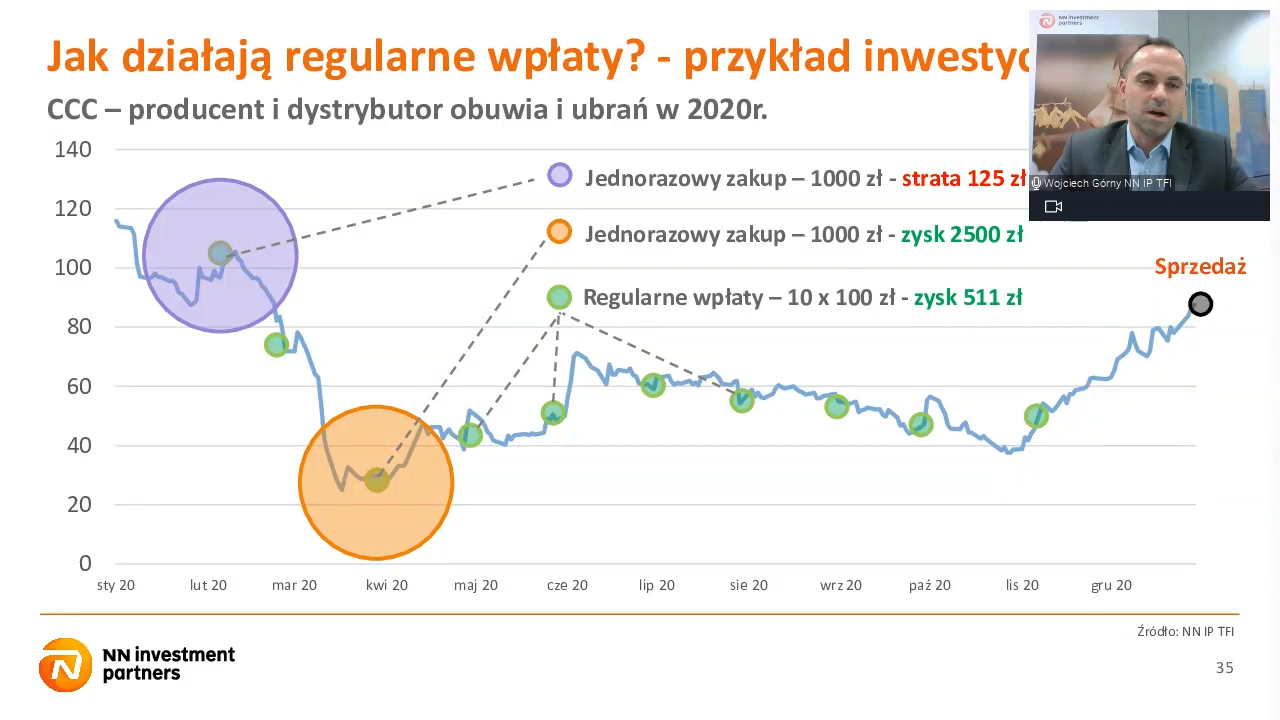 Jak działają regularne wpłaty? - przykład inwestyc
NN investment
partners
CCC – producent i dystrybutor obuwia i ubrań w 2020r.
140
120
100
80
60
40
20
0
Jednorazowy zakup – 1000 zł - strata 125 zł
Wojciech Górny NN IP TFI
Jednorazowy zakup – 1000 zł - zysk 2500 zł
Regularne wpłaty – 10 x 100 zł - zysk 511 zł
Sprzedaż
sty 20 lut 20 mar 20 kwi 20 maj 20 cze 20 lip 20 sie 20 wrz 20 paź 20 lis 20 gru 20
Źródło: NN IP TFI
NN investment
partners
35